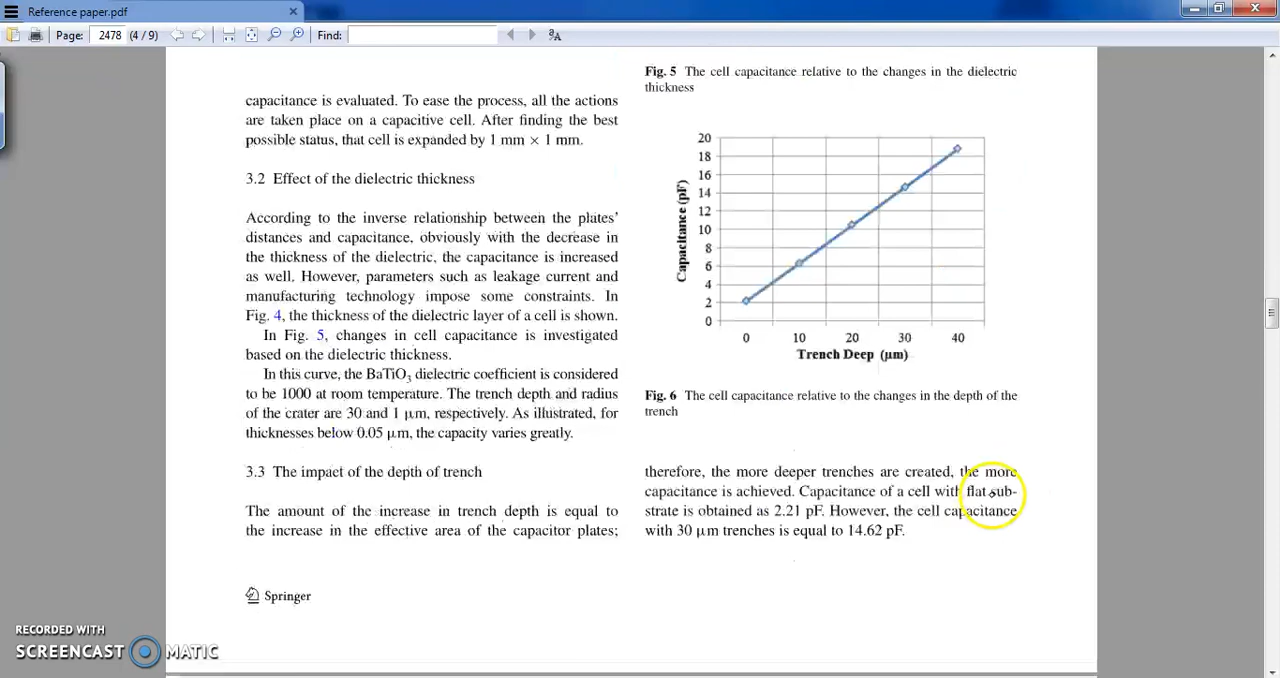 Reference paper.pdf
Page: 2478 (4 / 9) Find:
capacitance is evaluated. To ease the process, all the actions
are taken place on a capacitive cell. After finding the best
possible status, that cell is expanded by 1 mm × 1 mm.
3.2 Effect of the dielectric thickness
According to the inverse relationship between the plates'
distances and capacitance, obviously with the decrease in
the thickness of the dielectric, the capacitance is increased
as well. However, parameters such as leakage current and
manufacturing technology impose some constraints. In
Fig. 4, the thickness of the dielectric layer of a cell is shown.
In Fig. 5, changes in cell capacitance is investigated
based on the dielectric thickness.
In this curve, the BaTiO3 dielectric coefficient is considered
to be 1000 at room temperature. The trench depth and radius
of the crater are 30 and 1 μm, respectively. As illustrated, for
thicknesses below 0.05 μm, the capacity varies greatly.
3.3 The impact of the depth of trench
The amount of the increase in trench depth is equal to
the increase in the effective area of the capacitor plates;
Fig. 5 The cell capacitance relative to the changes in the dielectric
thickness
20
18
16
14
12
10
8
6
4
2
0
Capacitance (pF)
0 10 20 30 40
Trench Deep (μm)
Fig. 6 The cell capacitance relative to the changes in the depth of the
trench
therefore, the more deeper trenches are created, the more
capacitance is achieved. Capacitance of a cell with flat sub-
strate is obtained as 2.21 pF. However, the cell capacitance
with 30 μm trenches is equal to 14.62 pF.
Springer
RECORDED WITH
SCREENCAST MATIC